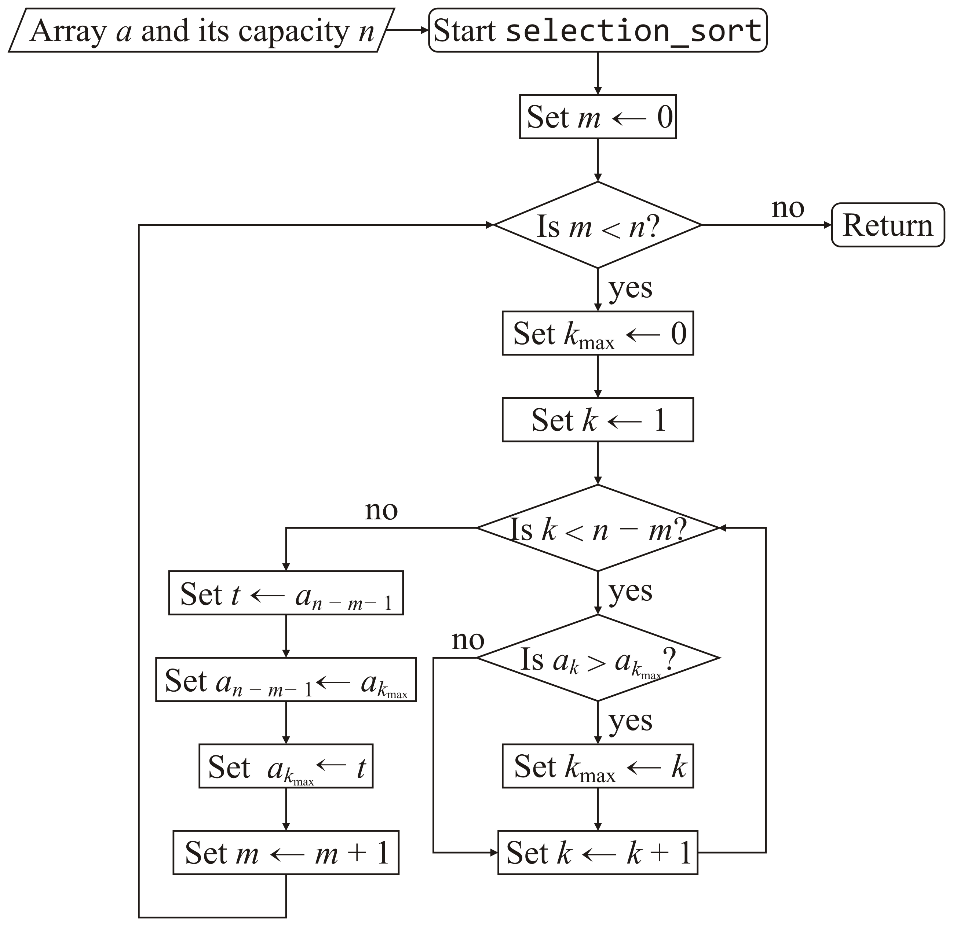 Array a and its capacity n
Start selection_sort
Set m ← 0
Is m < n?
no
Return
yes
Set kmax ← 0
Set k ← 1
Is k < n − m?
no
yes
Set t ← an − m − 1
Is ak > akmax?
no
Set an − m − 1 ← akmax
yes
Set akmax ← t
Set kmax ← k
Set m ← m + 1
Set k ← k + 1